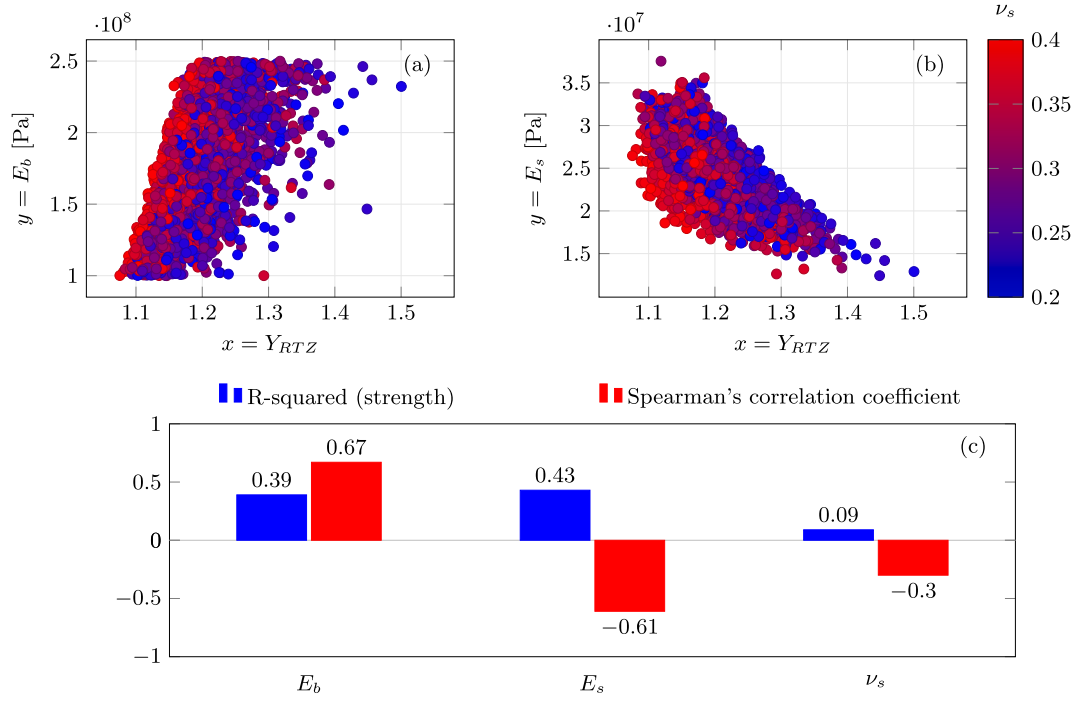 ·10⁸
(a)
2.5
2
1.5
1
1.1 1.2 1.3 1.4 1.5
x = Y_RTZ
y = E_b [Pa]
·10⁷
(b)
3.5
3
2.5
2
1.5
1.1 1.2 1.3 1.4 1.5
x = Y_RTZ
y = E_s [Pa]
ν_s
0.4
0.35
0.3
0.25
0.2
R-squared (strength) Spearman's correlation coefficient
(c)
1
0.5
0
−0.5
−1
0.39 0.67 0.43 −0.61 0.09 −0.3
E_b E_s ν_s